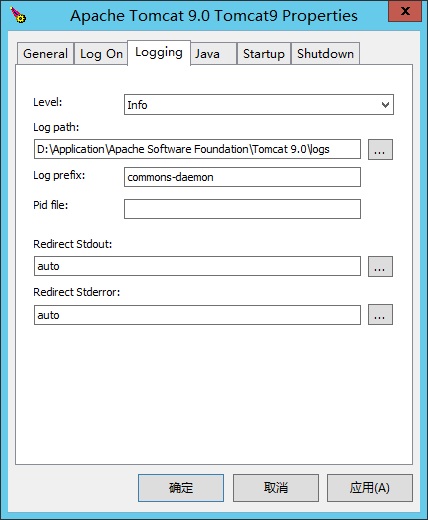 Apache Tomcat 9.0 Tomcat9 Properties
General Log On Logging Java Startup Shutdown
Level: Info
Log path:
D:\Application\Apache Software Foundation\Tomcat 9.0\logs ...
Log prefix: commons-daemon
Pid file:
Redirect Stdout:
auto ...
Redirect Stderror:
auto ...
确定 取消 应用(A)